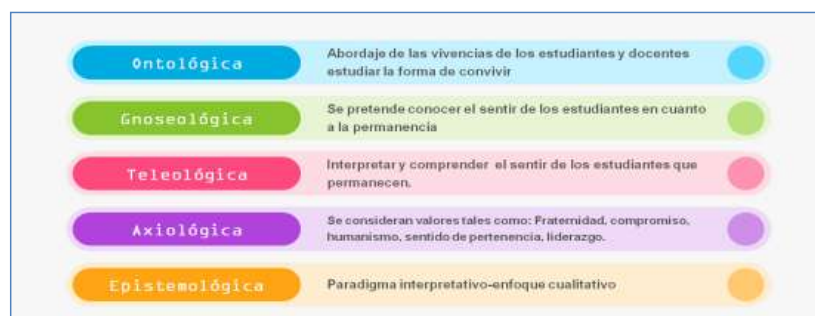 Ontológica
Abordaje de las vivencias de los estudiantes y docentes
estudiar la forma de convivir
Gnoseológica
Se pretende conocer el sentir de los estudiantes en cuanto
a la permanencia
Teleológica
Interpretar y comprender el sentir de los estudiantes que
permanecen.
Axiológica
Se consideran valores tales como: Fraternidad, compromiso,
humanismo, sentido de pertenencia, liderazgo.
Epistemológica
Paradigma interpretativo-enfoque cualitativo